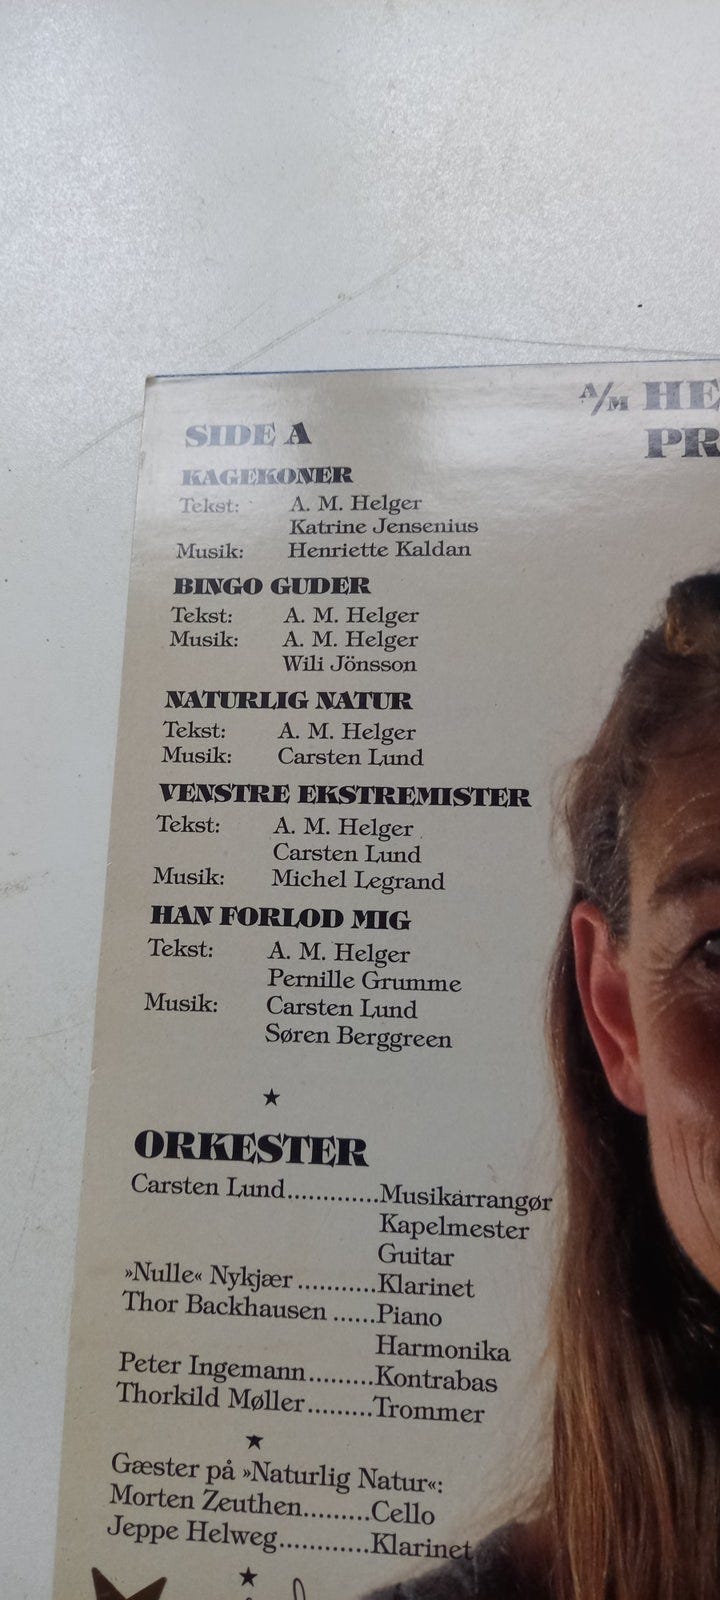 A/M HE
PR
SIDE A
KAGEKONER
Tekst: A. M. Helger
Katrine Jensenius
Musik: Henriette Kaldan
BINGO GUDER
Tekst: A. M. Helger
Musik: A. M. Helger
Wili Jönsson
NATURLIG NATUR
Tekst: A. M. Helger
Musik: Carsten Lund
VENSTRE EKSTREMISTER
Tekst: A. M. Helger
Carsten Lund
Musik: Michel Legrand
HAN FORLOD MIG
Tekst: A. M. Helger
Pernille Grumme
Musik: Carsten Lund
Søren Berggreen
ORKESTER
Carsten Lund.............Musikarrangør
Kapelmester
Guitar
»Nulle« Nykjær...........Klarinet
Thor Backhausen ......Piano
Harmonika
Peter Ingemann.........Kontrabas
Thorkild Møller.........Trommer
Gæster på »Naturlig Natur«:
Morten Zeuthen.........Cello
Jeppe Helweg............Klarinet